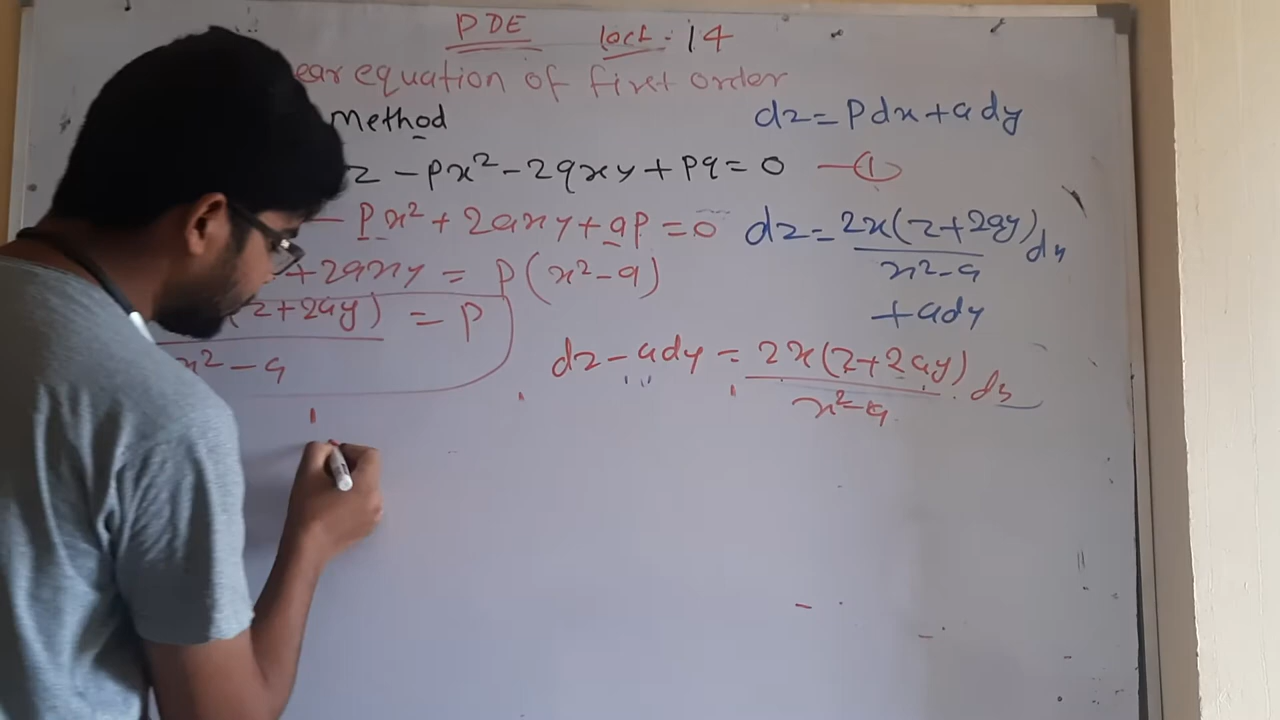 PDE Lect. 14
ear equation of first order
method
z - px² - 2qxy + pq = 0 —①
- Px² + 2axy + ap = 0
+ 2axy = P(x² - a)
(z + 2ay) = P
x² - a
dz = Pdx + a dy
dz = 2x(z + 2ay) dx
x² - a
+ ady
dz - ady = 2x(z + 2ay) dx
x² - a